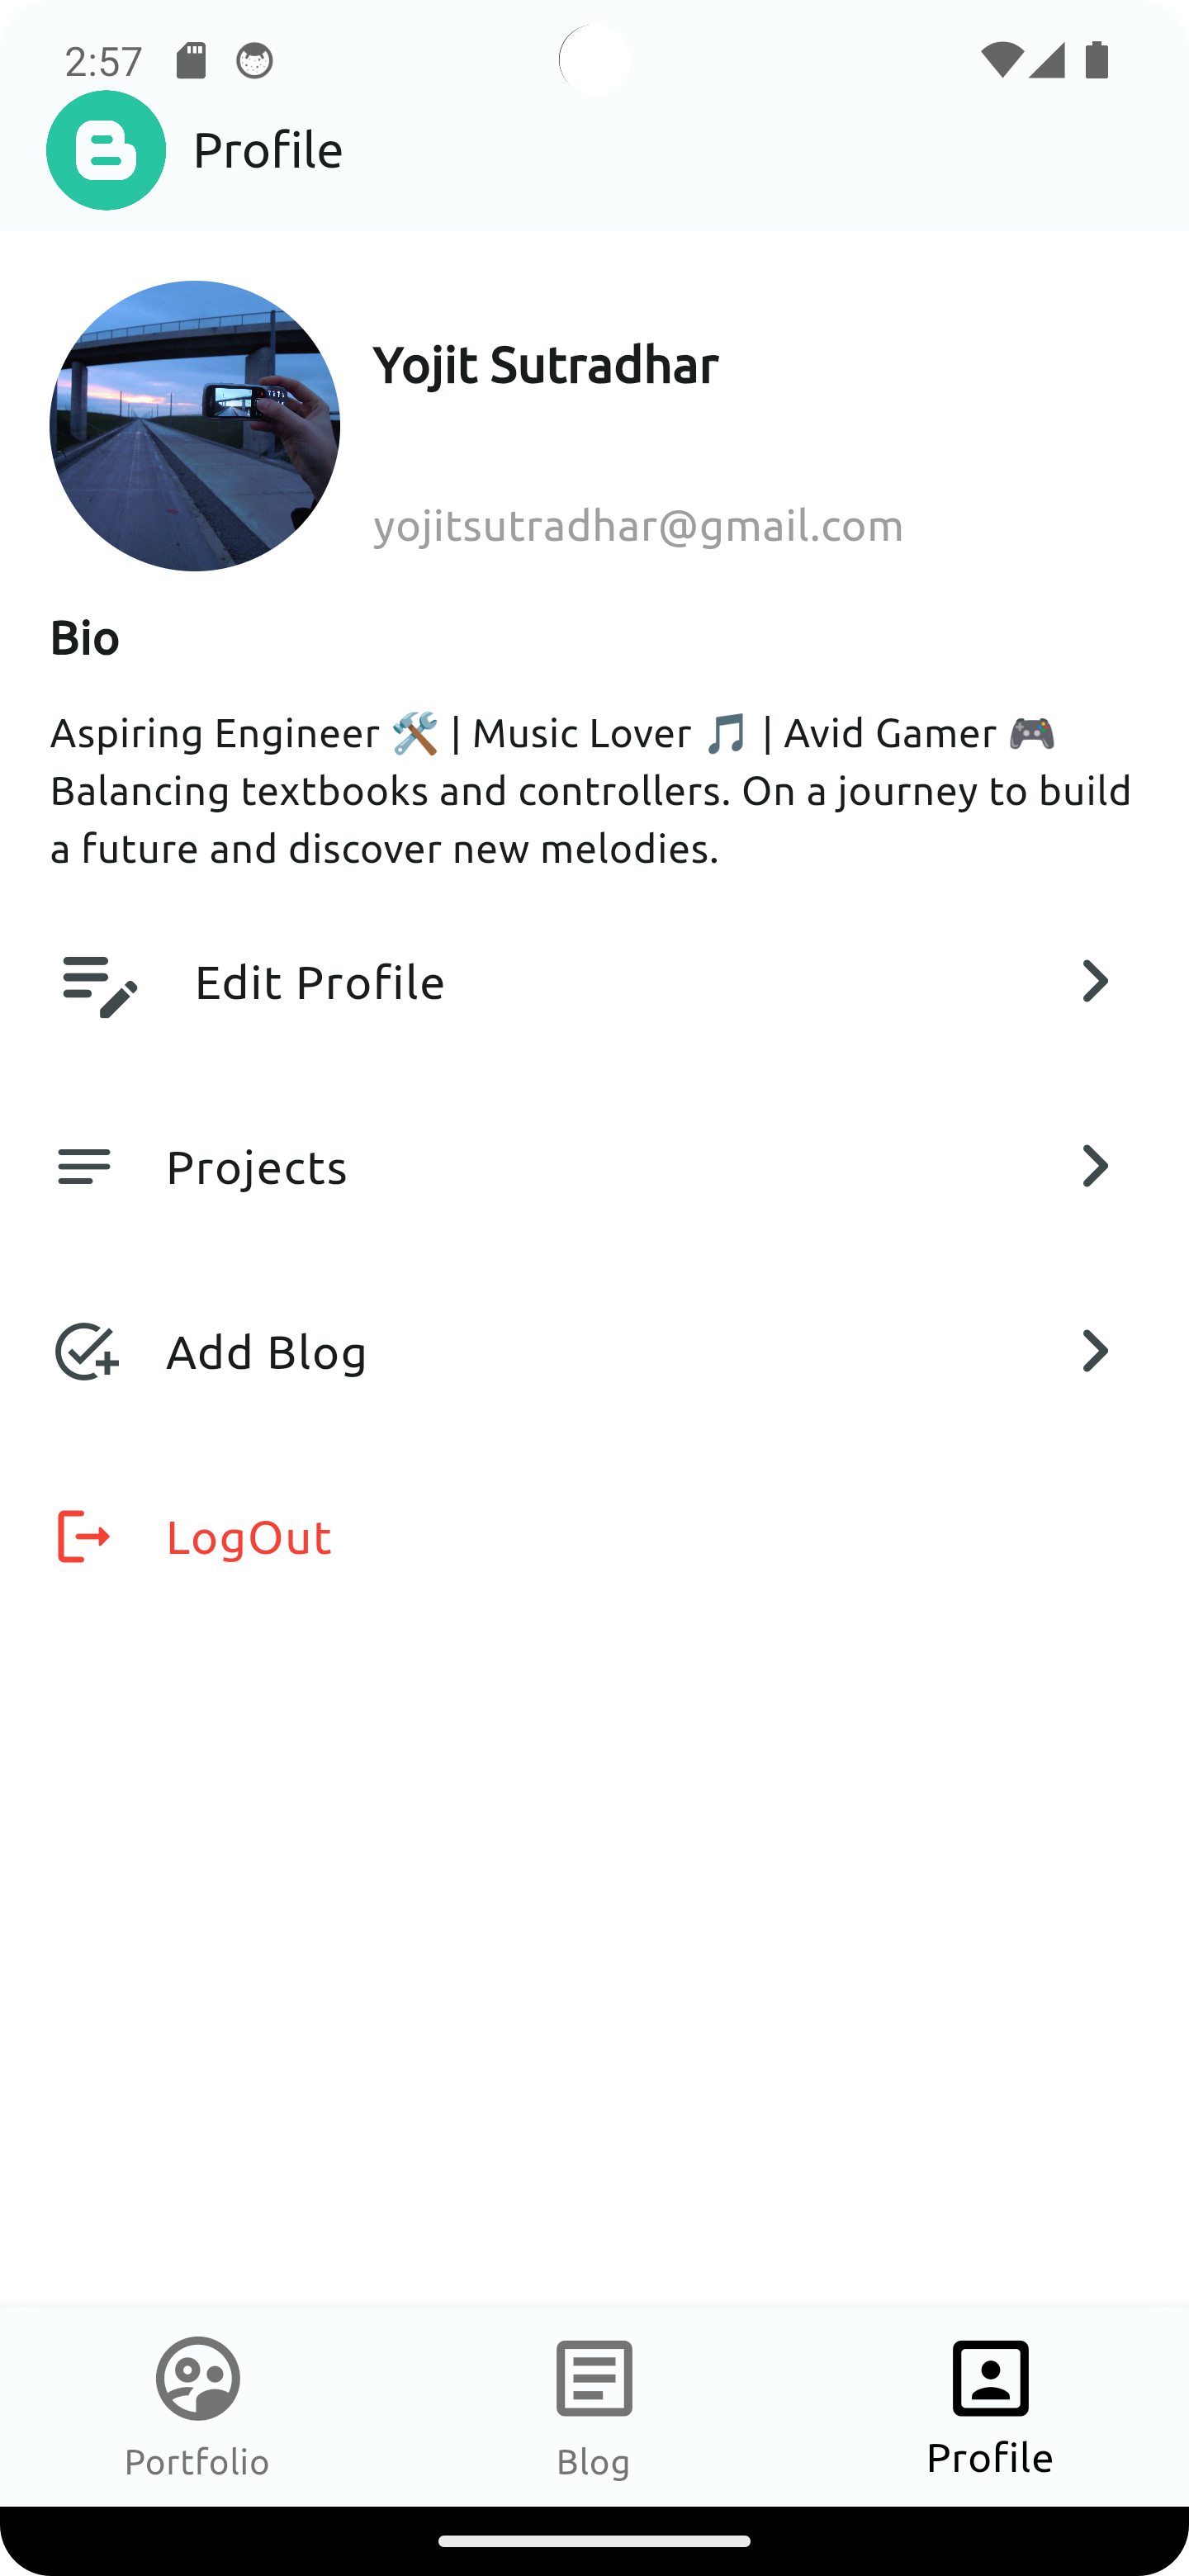 2:57
Profile
Yojit Sutradhar
yojitsutradhar@gmail.com
Bio
Aspiring Engineer 🛠️ | Music Lover 🎵 | Avid Gamer 🎮
Balancing textbooks and controllers. On a journey to build
a future and discover new melodies.
Edit Profile
Projects
Add Blog
LogOut
Portfolio
Blog
Profile